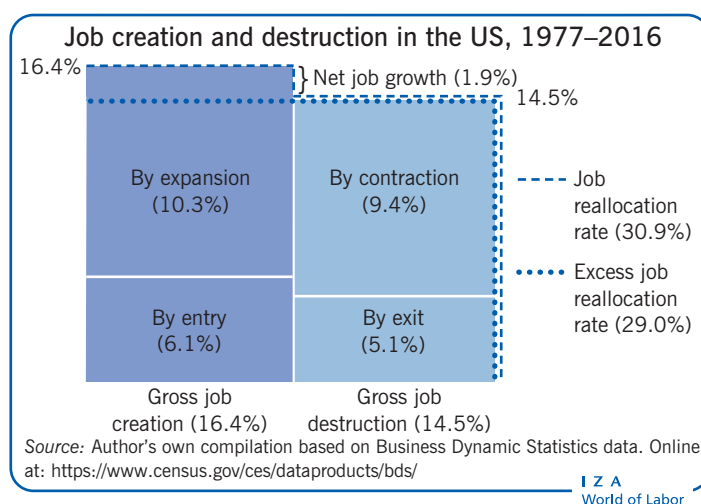 Job creation and destruction in the US, 1977–2016
16.4%
Net job growth (1.9%)
14.5%
By expansion
(10.3%)
By contraction
(9.4%)
Job
reallocation
rate (30.9%)
Excess job
reallocation
rate (29.0%)
By entry
(6.1%)
By exit
(5.1%)
Gross job
creation (16.4%)
Gross job
destruction (14.5%)
Source: Author's own compilation based on Business Dynamic Statistics data. Online
at: https://www.census.gov/ces/dataproducts/bds/
I Z A
World of Labor